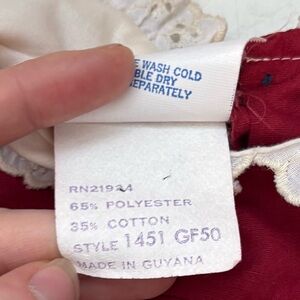 E WASH COLD
BLE DRY
SEPARATELY
RN21924
65% POLYESTER
35% COTTON
STYLE 1451 GF50
MADE IN GUYANA